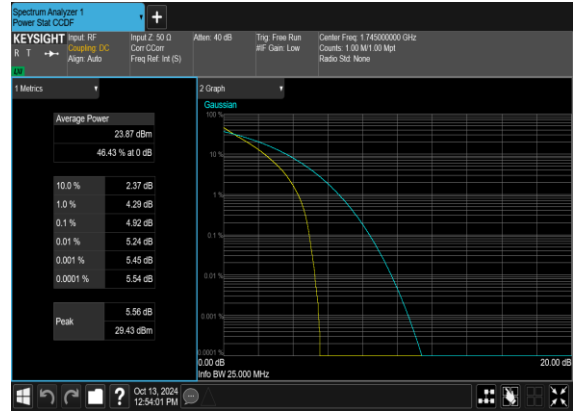 Spectrum Analyzer 1
Power Stat CCDF
KEYSIGHT
R T
LXI
Input: RF
Coupling: DC
Align: Auto
Input Z: 50 Ω
Corr CCorr
Freq Ref: Int (S)
Atten: 40 dB
Trig: Free Run
#IF Gain: Low
Center Freq: 1.745000000 GHz
Counts: 1.00 M/1.00 Mpt
Radio Std: None
1 Metrics
Average Power
23.87 dBm
46.43 % at 0 dB
10.0 % 2.37 dB
1.0 % 4.29 dB
0.1 % 4.92 dB
0.01 % 5.24 dB
0.001 % 5.45 dB
0.0001 % 5.54 dB
Peak
5.56 dB
29.43 dBm
2 Graph
Gaussian
100 %
10 %
1 %
0.1 %
0.01 %
0.001 %
0.0001 %
0.00 dB
20.00 dB
Info BW 25.000 MHz
?
Oct 13, 2024
12:54:01 PM